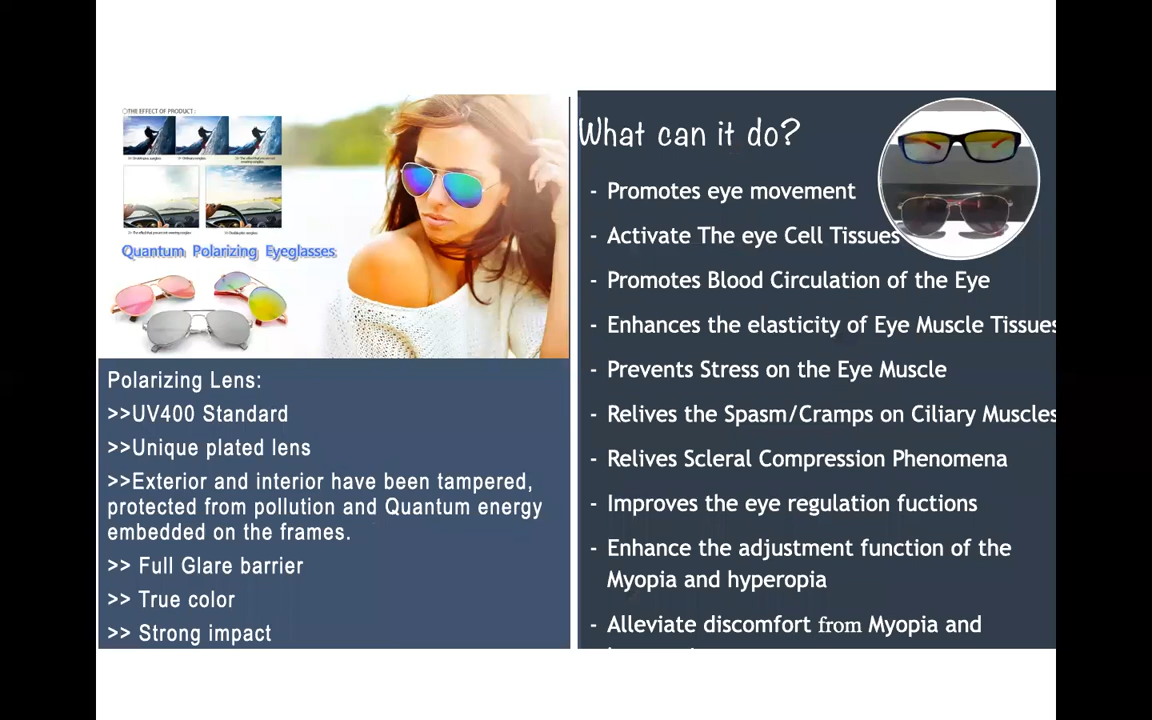 THE EFFECT OF PRODUCT :
Quantum Polarizing Eyeglasses
Polarizing Lens:
>>UV400 Standard
>>Unique plated lens
>>Exterior and interior have been tampered,
protected from pollution and Quantum energy
embedded on the frames.
>> Full Glare barrier
>> True color
>> Strong impact
What can it do?
- Promotes eye movement
- Activate The eye Cell Tissues
- Promotes Blood Circulation of the Eye
- Enhances the elasticity of Eye Muscle Tissues
- Prevents Stress on the Eye Muscle
- Relives the Spasm/Cramps on Ciliary Muscles
- Relives Scleral Compression Phenomena
- Improves the eye regulation fuctions
- Enhance the adjustment function of the
Myopia and hyperopia
- Alleviate discomfort from Myopia and